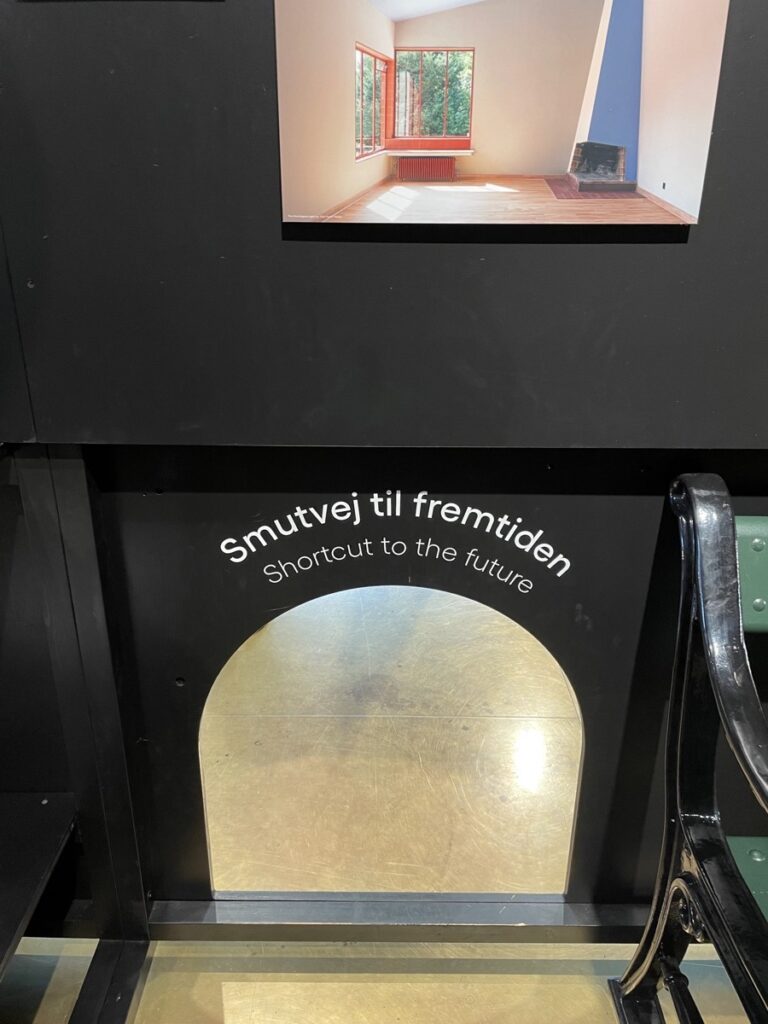 Smutvej til fremtiden
Shortcut to the future